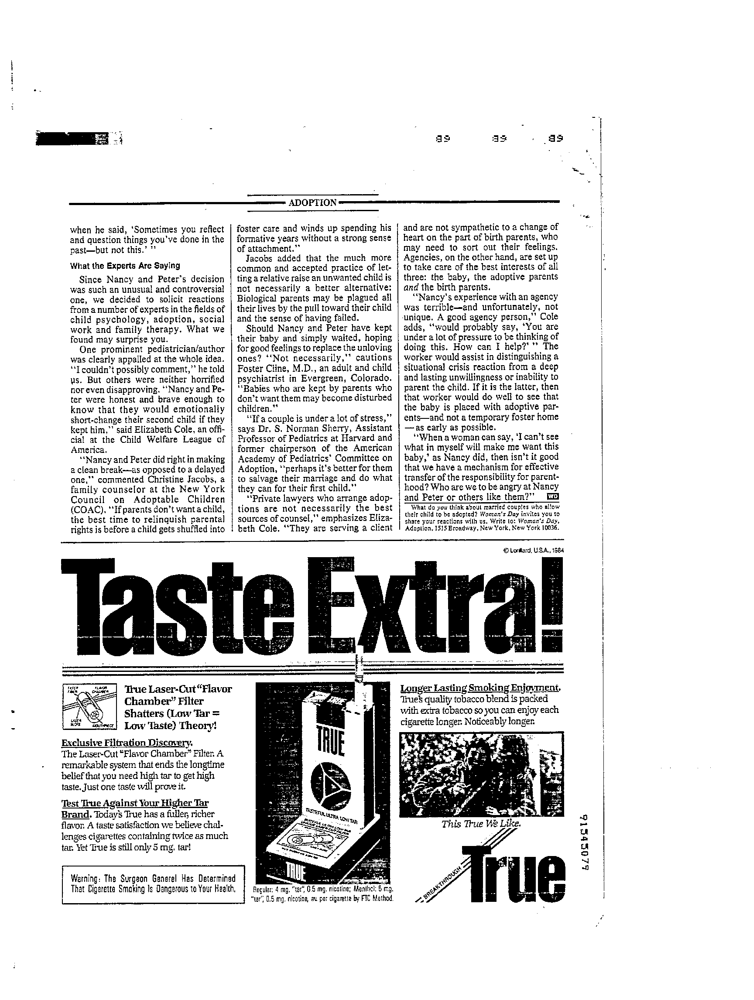 ADOPTION
when he said, 'Sometimes you reflect
and question things you've done in the
past—but not this.' "
What the Experts Are Saying
Since Nancy and Peter's decision
was such an unusual and controversial
one, we decided to solicit reactions
from a number of experts in the fields of
child psychology, adoption, social
work and family therapy. What we
found may surprise you.
One prominent pediatrician/author
was clearly appalled at the whole idea.
"I couldn't possibly comment," he told
us. But others were neither horrified
nor even disapproving. "Nancy and Pe-
ter were honest and brave enough to
know that they would emotionally
short-change their second child if they
kept him," said Elizabeth Cole, an offi-
cial at the Child Welfare League of
America.
"Nancy and Peter did right in making
a clean break—as opposed to a delayed
one," commented Christine Jacobs, a
family counselor at the New York
Council on Adoptable Children
(COAC). "If parents don't want a child,
the best time to relinquish parental
rights is before a child gets shuffled into
foster care and winds up spending his
formative years without a strong sense
of attachment."
Jacobs added that the much more
common and accepted practice of let-
ting a relative raise an unwanted child is
not necessarily a better alternative:
Biological parents may be plagued all
their lives by the pull toward their child
and the sense of having failed.
Should Nancy and Peter have kept
their baby and simply waited, hoping
for good feelings to replace the unloving
ones? "Not necessarily," cautions
Foster Cline, M.D., an adult and child
psychiatrist in Evergreen, Colorado.
"Babies who are kept by parents who
don't want them may become disturbed
children."
"If a couple is under a lot of stress,"
says Dr. S. Norman Sherry, Assistant
Professor of Pediatrics at Harvard and
former chairperson of the American
Academy of Pediatrics' Committee on
Adoption, "perhaps it's better for them
to salvage their marriage and do what
they can for their first child."
"Private lawyers who arrange adop-
tions are not necessarily the best
sources of counsel," emphasizes Eliza-
beth Cole. "They are serving a client
and are not sympathetic to a change of
heart on the part of birth parents, who
may need to sort out their feelings.
Agencies, on the other hand, are set up
to take care of the best interests of all
three: the baby, the adoptive parents
and the birth parents.
"Nancy's experience with an agency
was terrible—and unfortunately, not
unique. A good agency person," Cole
adds, "would probably say, 'You are
under a lot of pressure to be thinking of
doing this. How can I help?' " The
worker would assist in distinguishing a
situational crisis reaction from a deep
and lasting unwillingness or inability to
parent the child. If it is the latter, then
that worker would do well to see that
the baby is placed with adoptive par-
ents—and not a temporary foster home
—as early as possible.
"When a woman can say, 'I can't see
what in myself will make me want this
baby,' as Nancy did, then isn't it good
that we have a mechanism for effective
transfer of the responsibility for parent-
hood? Who are we to be angry at Nancy
and Peter or others like them?" WD
What do you think about married couples who allow
their child to be adopted? Woman's Day invites you to
share your reactions with us. Write to: Woman's Day,
Adoption, 1515 Broadway, New York, New York 10036.
© Lorillard, U.S.A., 1984
Taste Extra!
True Laser-Cut "Flavor
Chamber" Filter
Shatters (Low Tar =
Low Taste) Theory!
Exclusive Filtration Discovery.
The Laser-Cut "Flavor Chamber" Filter. A
remarkable system that ends the longtime
belief that you need high tar to get high
taste. Just one taste will prove it.
Test True Against Your Higher Tar
Brand. Today's True has a fuller, richer
flavor. A taste satisfaction we believe chal-
lenges cigarettes containing twice as much
tar. Yet True is still only 5 mg. tar!
Warning: The Surgeon General Has Determined
That Cigarette Smoking Is Dangerous to Your Health.
TRUE
TASTEFUL ULTRA LOW TAR
TRUE
Regular: 4 mg. "tar", 0.5 mg. nicotine; Menthol: 5 mg.
"tar", 0.5 mg. nicotine, av. per cigarette by FTC Method.
Longer Lasting Smoking Enjoyment.
True's quality tobacco blend is packed
with extra tobacco so you can enjoy each
cigarette longer. Noticeably longer.
This True We Like.
BREAKTHROUGH
True
91545079